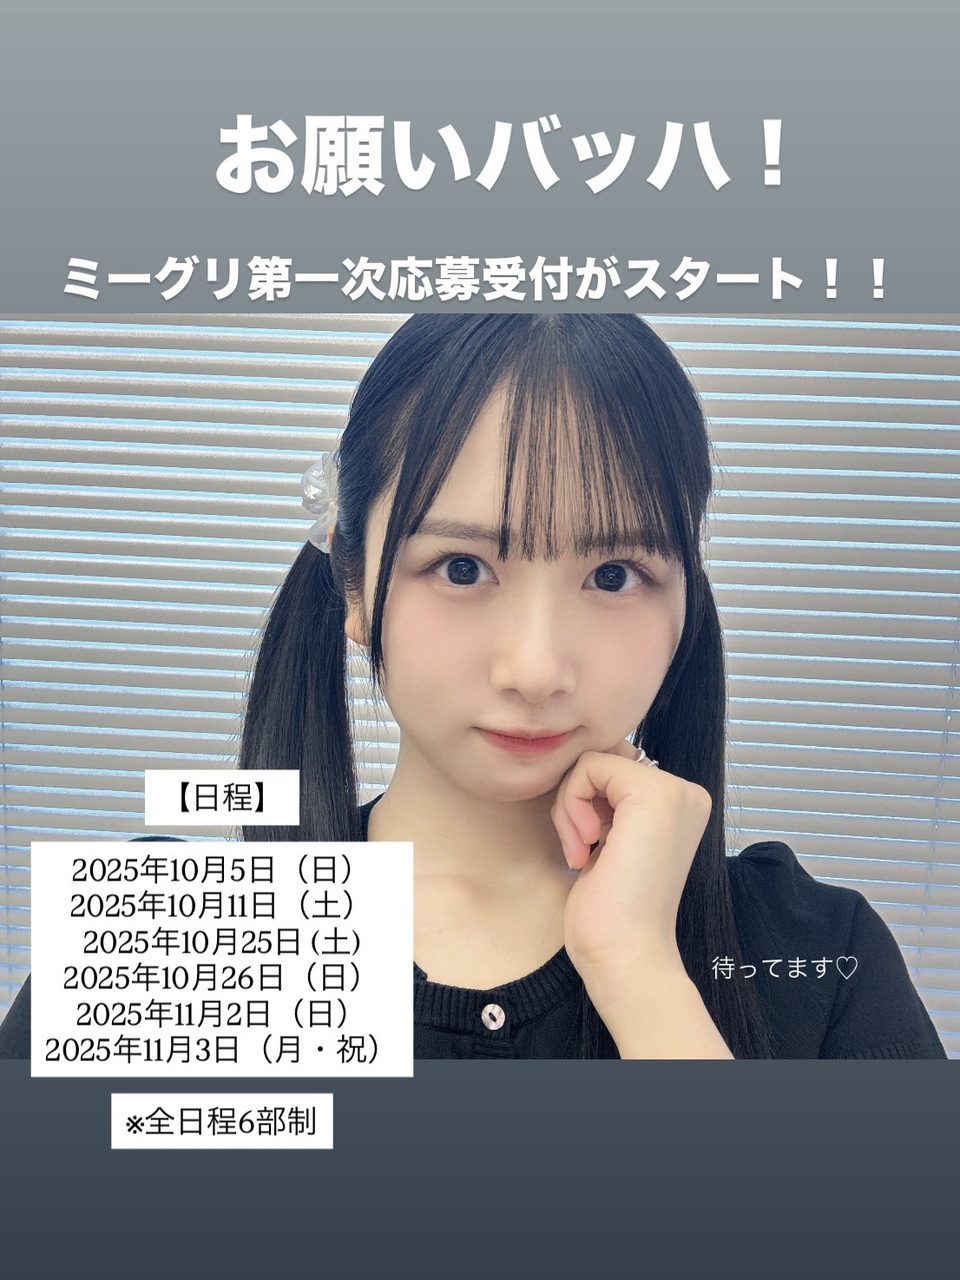 お願いバッハ！
ミーグリ第一次応募受付がスタート！！
【日程】
2025年10月5日（日）
2025年10月11日（土）
2025年10月25日 (土)
2025年10月26日（日）
2025年11月2日（日）
2025年11月3日（月・祝）
※全日程6部制
待ってます♡